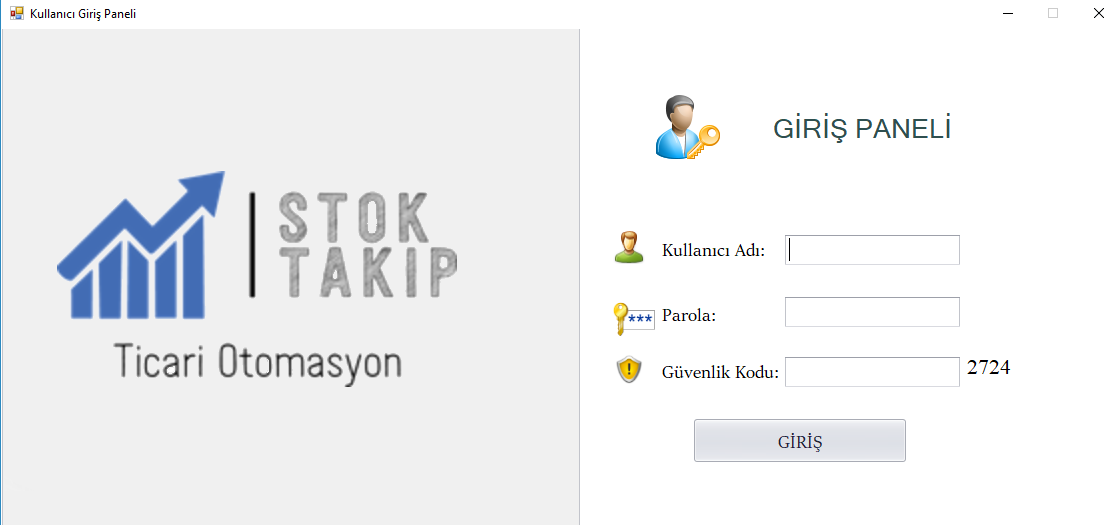 Kullanıcı Giriş Paneli
STOK
TAKIP
Ticari Otomasyon
GİRİŞ PANELİ
Kullanıcı Adı:
*** Parola:
Güvenlik Kodu: 2724
GİRİŞ